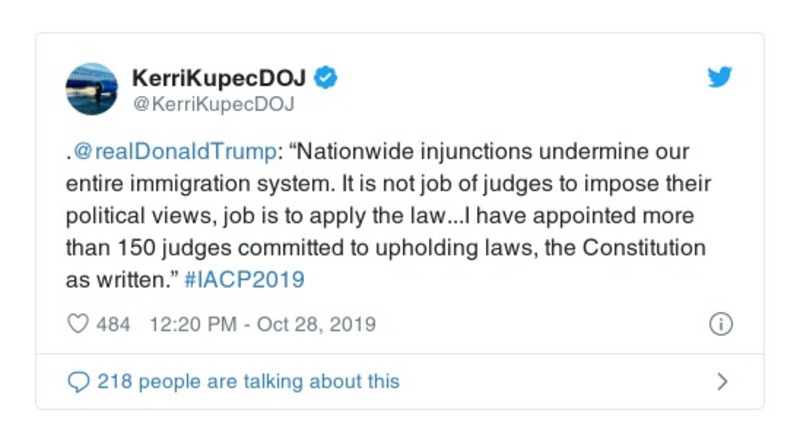 KerriKupecDOJ
@KerriKupecDOJ
.@realDonaldTrump: “Nationwide injunctions undermine our
entire immigration system. It is not job of judges to impose their
political views, job is to apply the law...I have appointed more
than 150 judges committed to upholding laws, the Constitution
as written.” #IACP2019
484 12:20 PM - Oct 28, 2019
218 people are talking about this